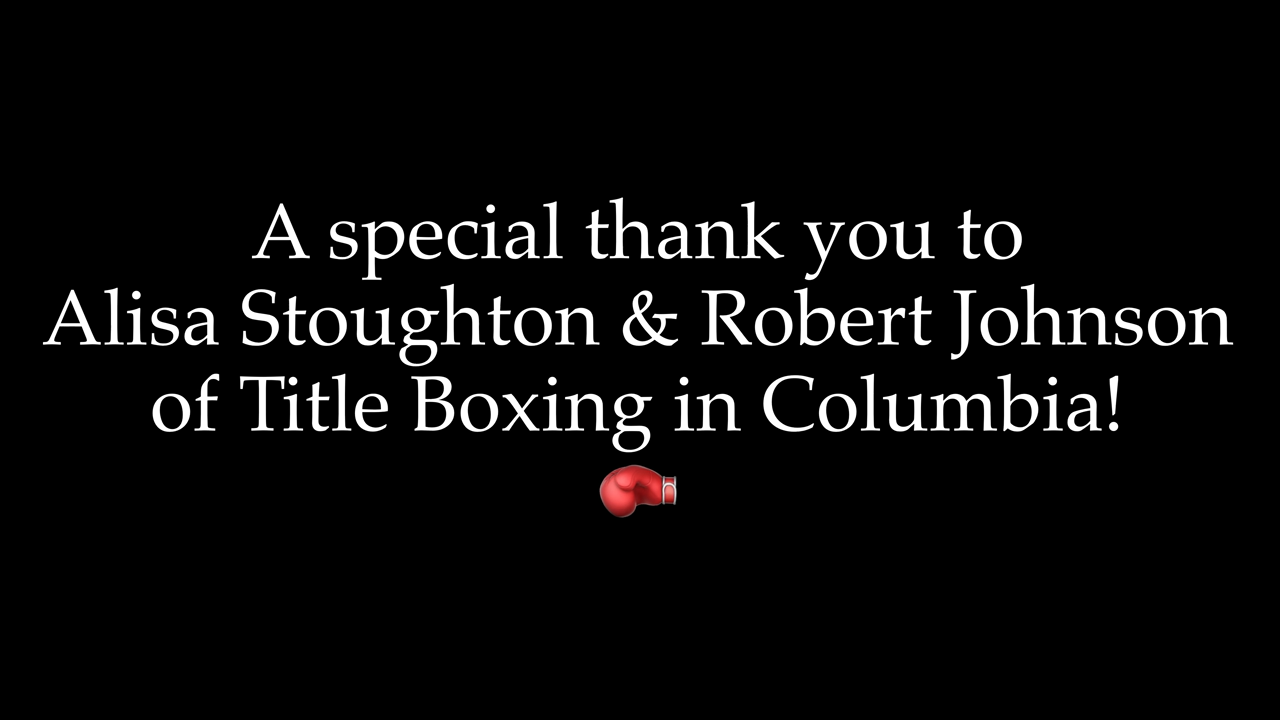 A special thank you to
Alisa Stoughton & Robert Johnson
of Title Boxing in Columbia!